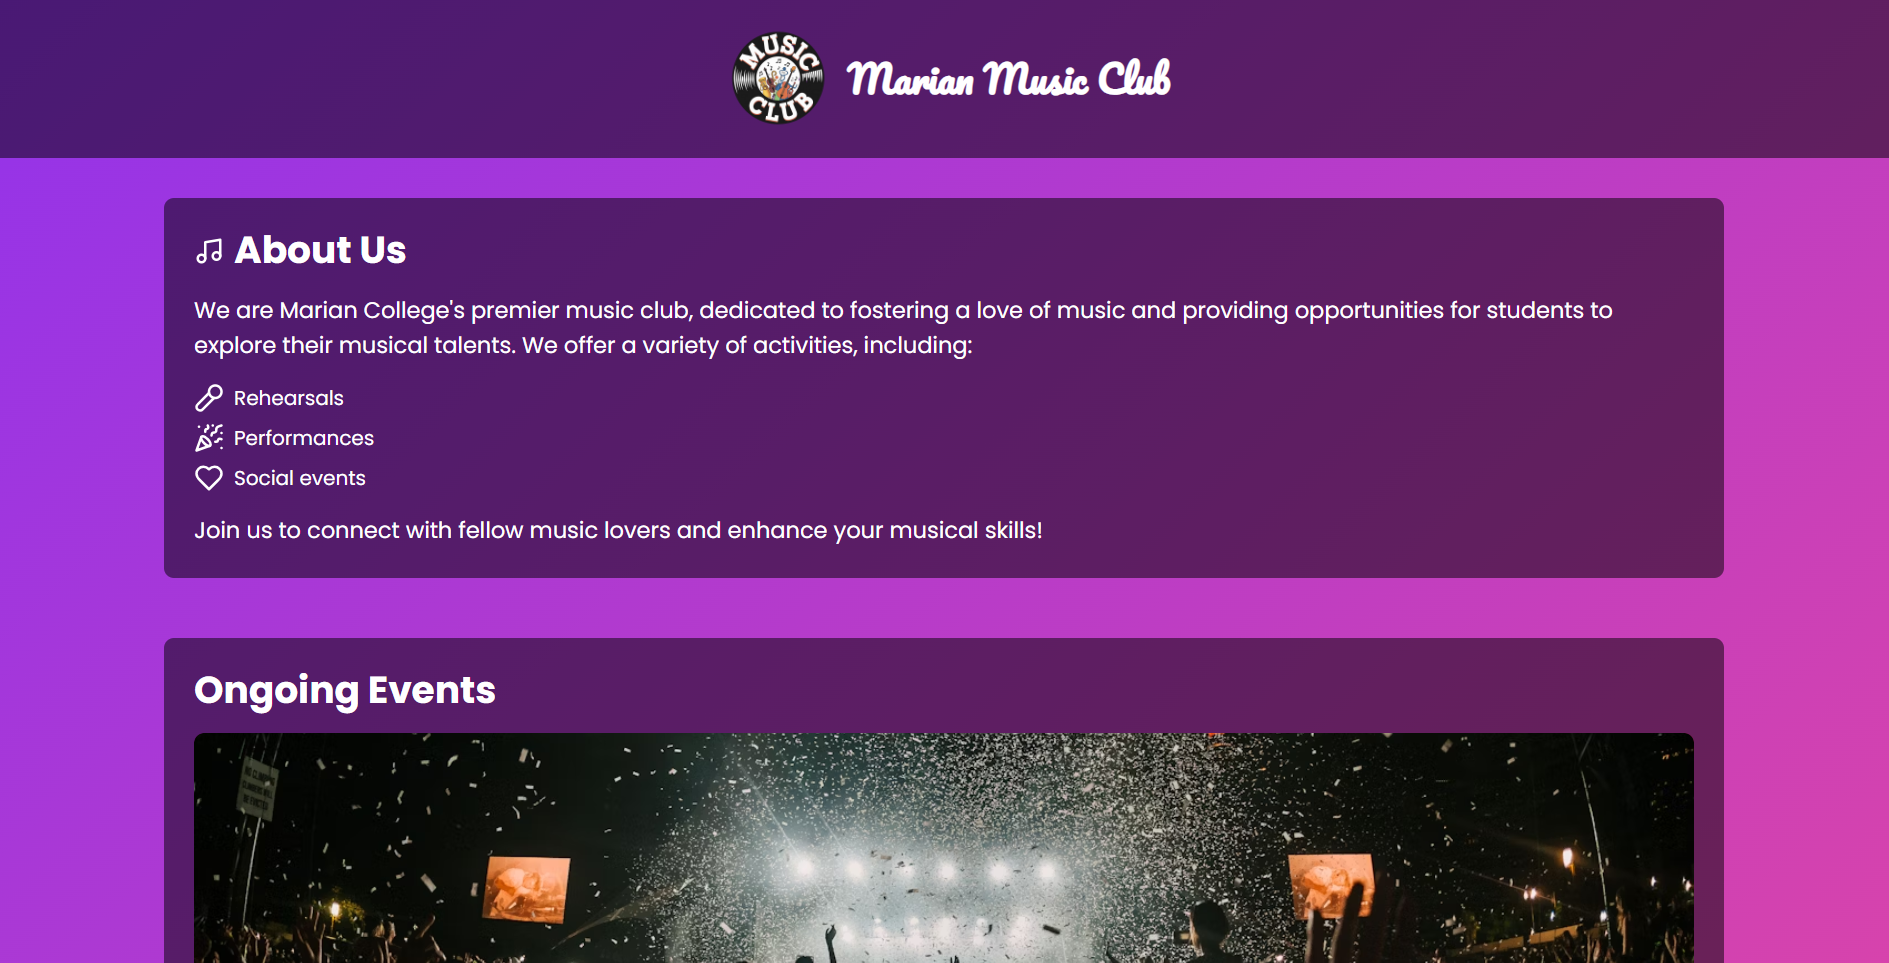 MUSIC
CLUB
Marian Music Club
About Us
We are Marian College's premier music club, dedicated to fostering a love of music and providing opportunities for students to
explore their musical talents. We offer a variety of activities, including:
Rehearsals
Performances
Social events
Join us to connect with fellow music lovers and enhance your musical skills!
Ongoing Events